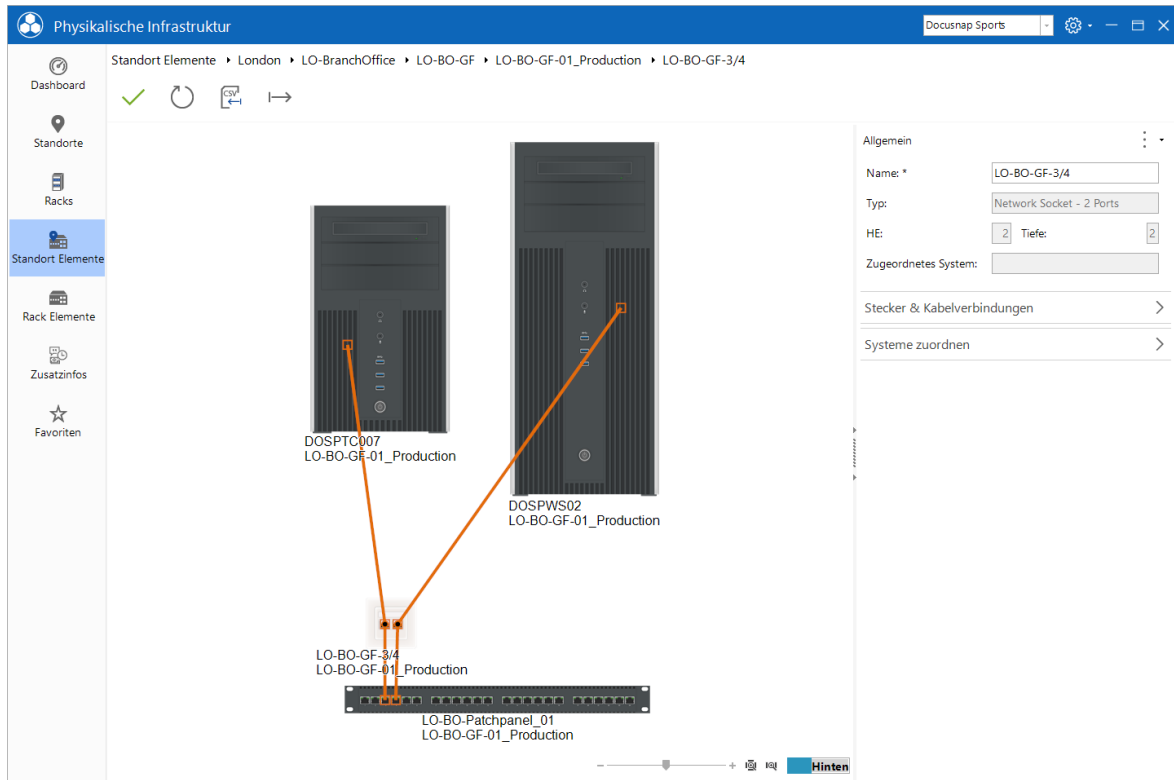 Physikalische Infrastruktur
Docusnap Sports
Dashboard
Standorte
Racks
Standort Elemente
Rack Elemente
Zusatzinfos
Favoriten
Standort Elemente London LO-BranchOffice LO-BO-GF LO-BO-GF-01_Production LO-BO-GF-3/4
CSV
DOSPTC007
LO-BO-GF-01_Production
DOSPWS02
LO-BO-GF-01_Production
LO-BO-GF-3/4
LO-BO-GF-01_Production
LO-BO-Patchpanel_01
LO-BO-GF-01_Production
Hinten
Allgemein
Name: * LO-BO-GF-3/4
Typ: Network Socket - 2 Ports
HE: 2 Tiefe: 2
Zugeordnetes System:
Stecker & Kabelverbindungen
Systeme zuordnen